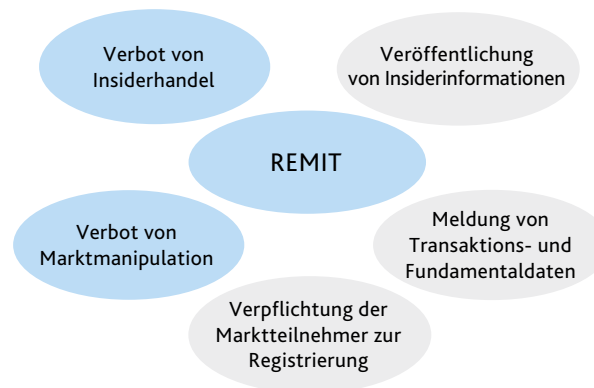 Verbot von
Insiderhandel
Veröffentlichung
von Insiderinformationen
REMIT
Verbot von
Marktmanipulation
Meldung von
Transaktions- und
Fundamentaldaten
Verpflichtung der
Marktteilnehmer zur
Registrierung